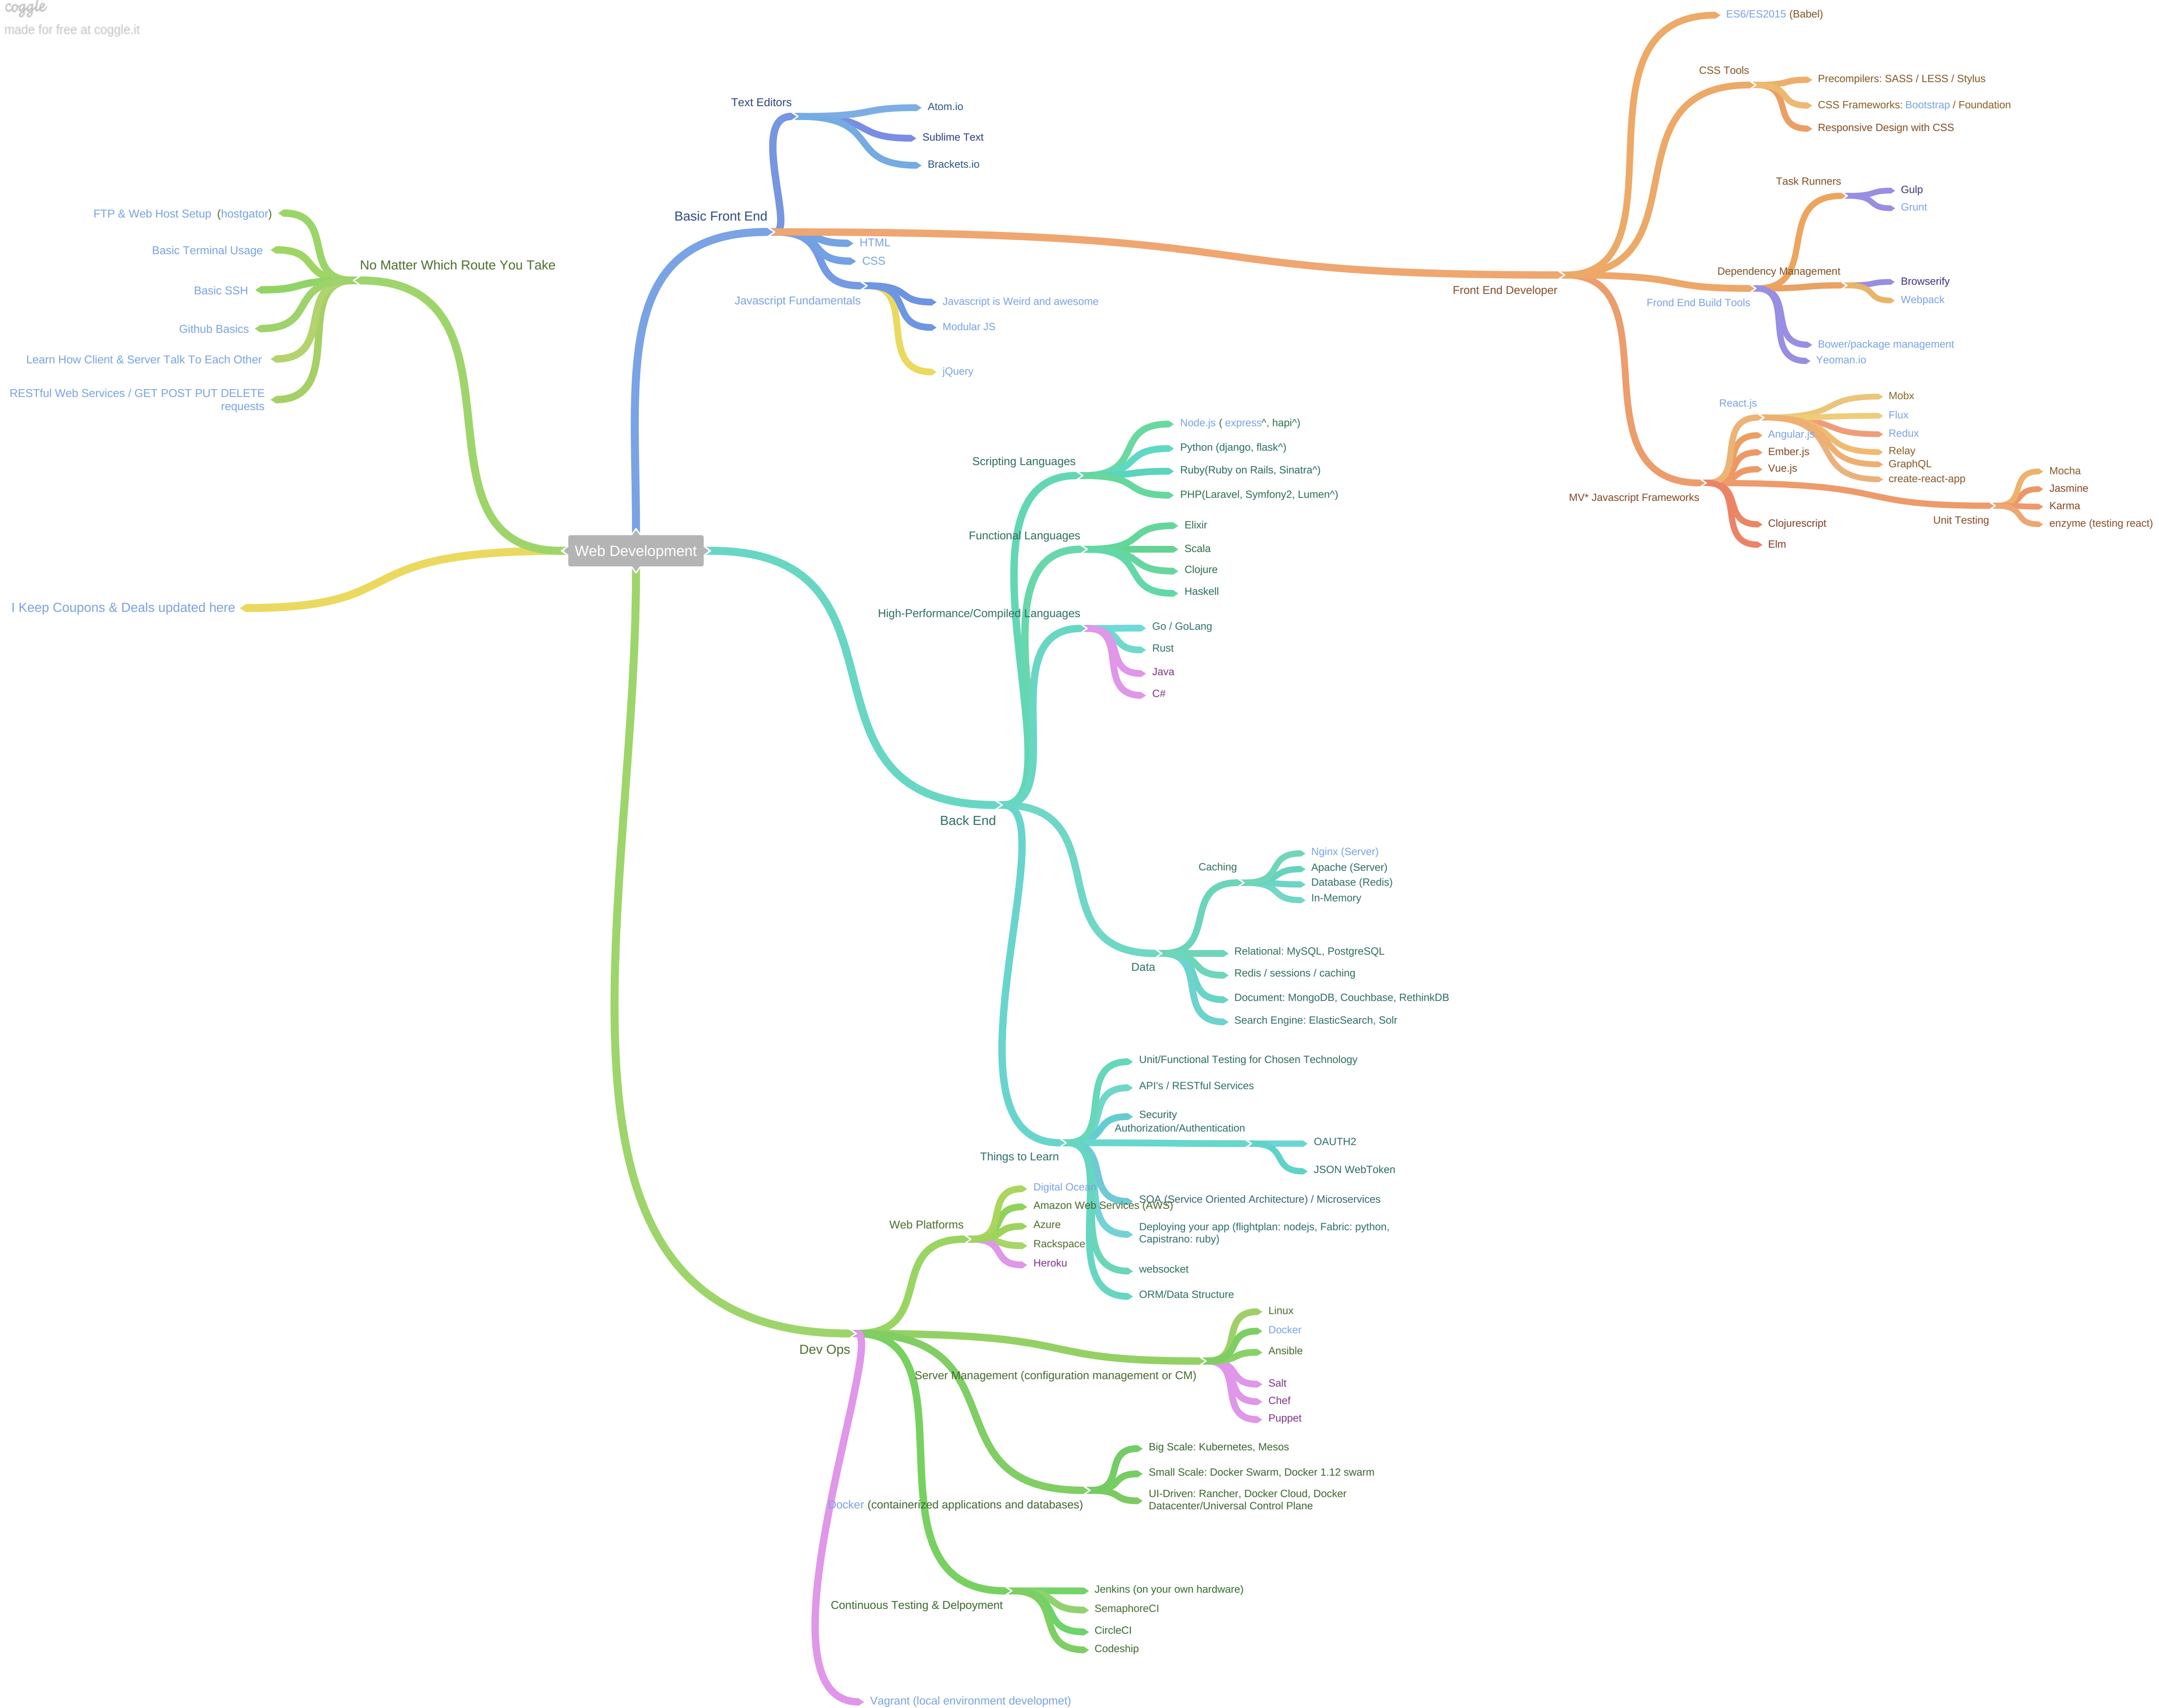 coggle
made for free at coggle.it
Web Development
No Matter Which Route You Take
FTP & Web Host Setup (hostgator)
Basic Terminal Usage
Basic SSH
Github Basics
Learn How Client & Server Talk To Each Other
RESTful Web Services / GET POST PUT DELETE
requests
I Keep Coupons & Deals updated here
Basic Front End
Text Editors
Atom.io
Sublime Text
Brackets.io
HTML
CSS
Javascript Fundamentals
Javascript is Weird and awesome
Modular JS
jQuery
Front End Developer
ES6/ES2015 (Babel)
CSS Tools
Precompilers: SASS / LESS / Stylus
CSS Frameworks: Bootstrap / Foundation
Responsive Design with CSS
Frond End Build Tools
Task Runners
Gulp
Grunt
Dependency Management
Browserify
Webpack
Bower/package management
Yeoman.io
MV* Javascript Frameworks
React.js
Mobx
Flux
Redux
Relay
GraphQL
create-react-app
Angular.js
Ember.js
Vue.js
Unit Testing
Mocha
Jasmine
Karma
enzyme (testing react)
Clojurescript
Elm
Back End
Scripting Languages
Node.js ( express^, hapi^)
Python (django, flask^)
Ruby(Ruby on Rails, Sinatra^)
PHP(Laravel, Symfony2, Lumen^)
Functional Languages
Elixir
Scala
Clojure
Haskell
High-Performance/Compiled Languages
Go / GoLang
Rust
Java
C#
Data
Caching
Nginx (Server)
Apache (Server)
Database (Redis)
In-Memory
Relational: MySQL, PostgreSQL
Redis / sessions / caching
Document: MongoDB, Couchbase, RethinkDB
Search Engine: ElasticSearch, Solr
Things to Learn
Unit/Functional Testing for Chosen Technology
API's / RESTful Services
Security
Authorization/Authentication
OAUTH2
JSON WebToken
SOA (Service Oriented Architecture) / Microservices
Deploying your app (flightplan: nodejs, Fabric: python,
Capistrano: ruby)
websocket
ORM/Data Structure
Dev Ops
Web Platforms
Digital Ocean
Amazon Web Services (AWS)
Azure
Rackspace
Heroku
Server Management (configuration management or CM)
Linux
Docker
Ansible
Salt
Chef
Puppet
Docker (containerized applications and databases)
Big Scale: Kubernetes, Mesos
Small Scale: Docker Swarm, Docker 1.12 swarm
UI-Driven: Rancher, Docker Cloud, Docker
Datacenter/Universal Control Plane
Continuous Testing & Delpoyment
Jenkins (on your own hardware)
SemaphoreCI
CircleCI
Codeship
Vagrant (local environment developmet)